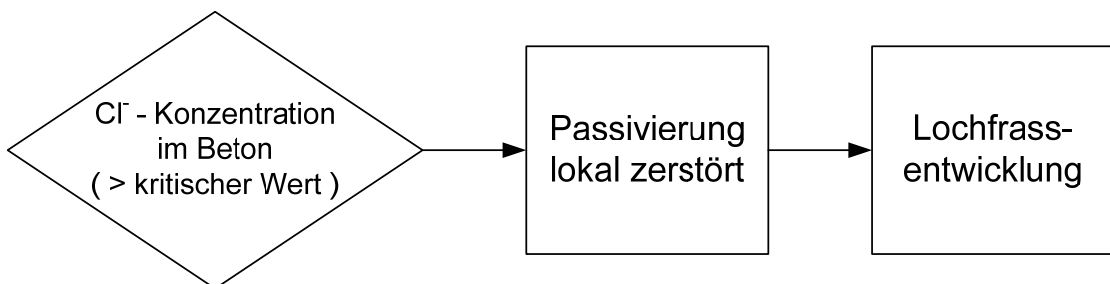 Cl⁻ - Konzentration
im Beton
( > kritischer Wert )
Passivierung
lokal zerstört
Lochfrass-
entwicklung